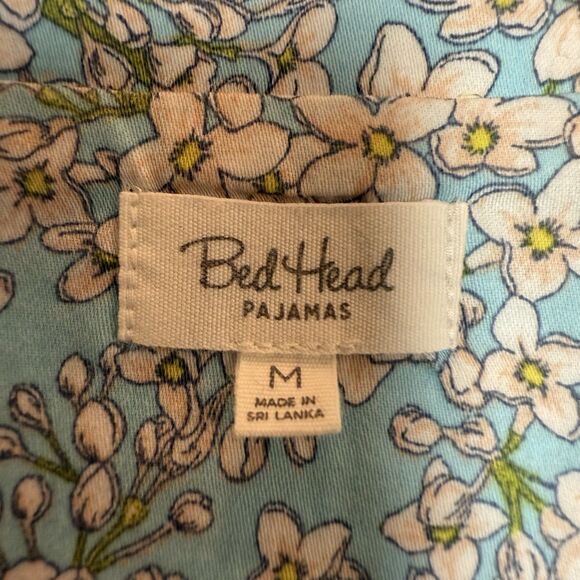 Bed Head
PAJAMAS
M
MADE IN
SRI LANKA